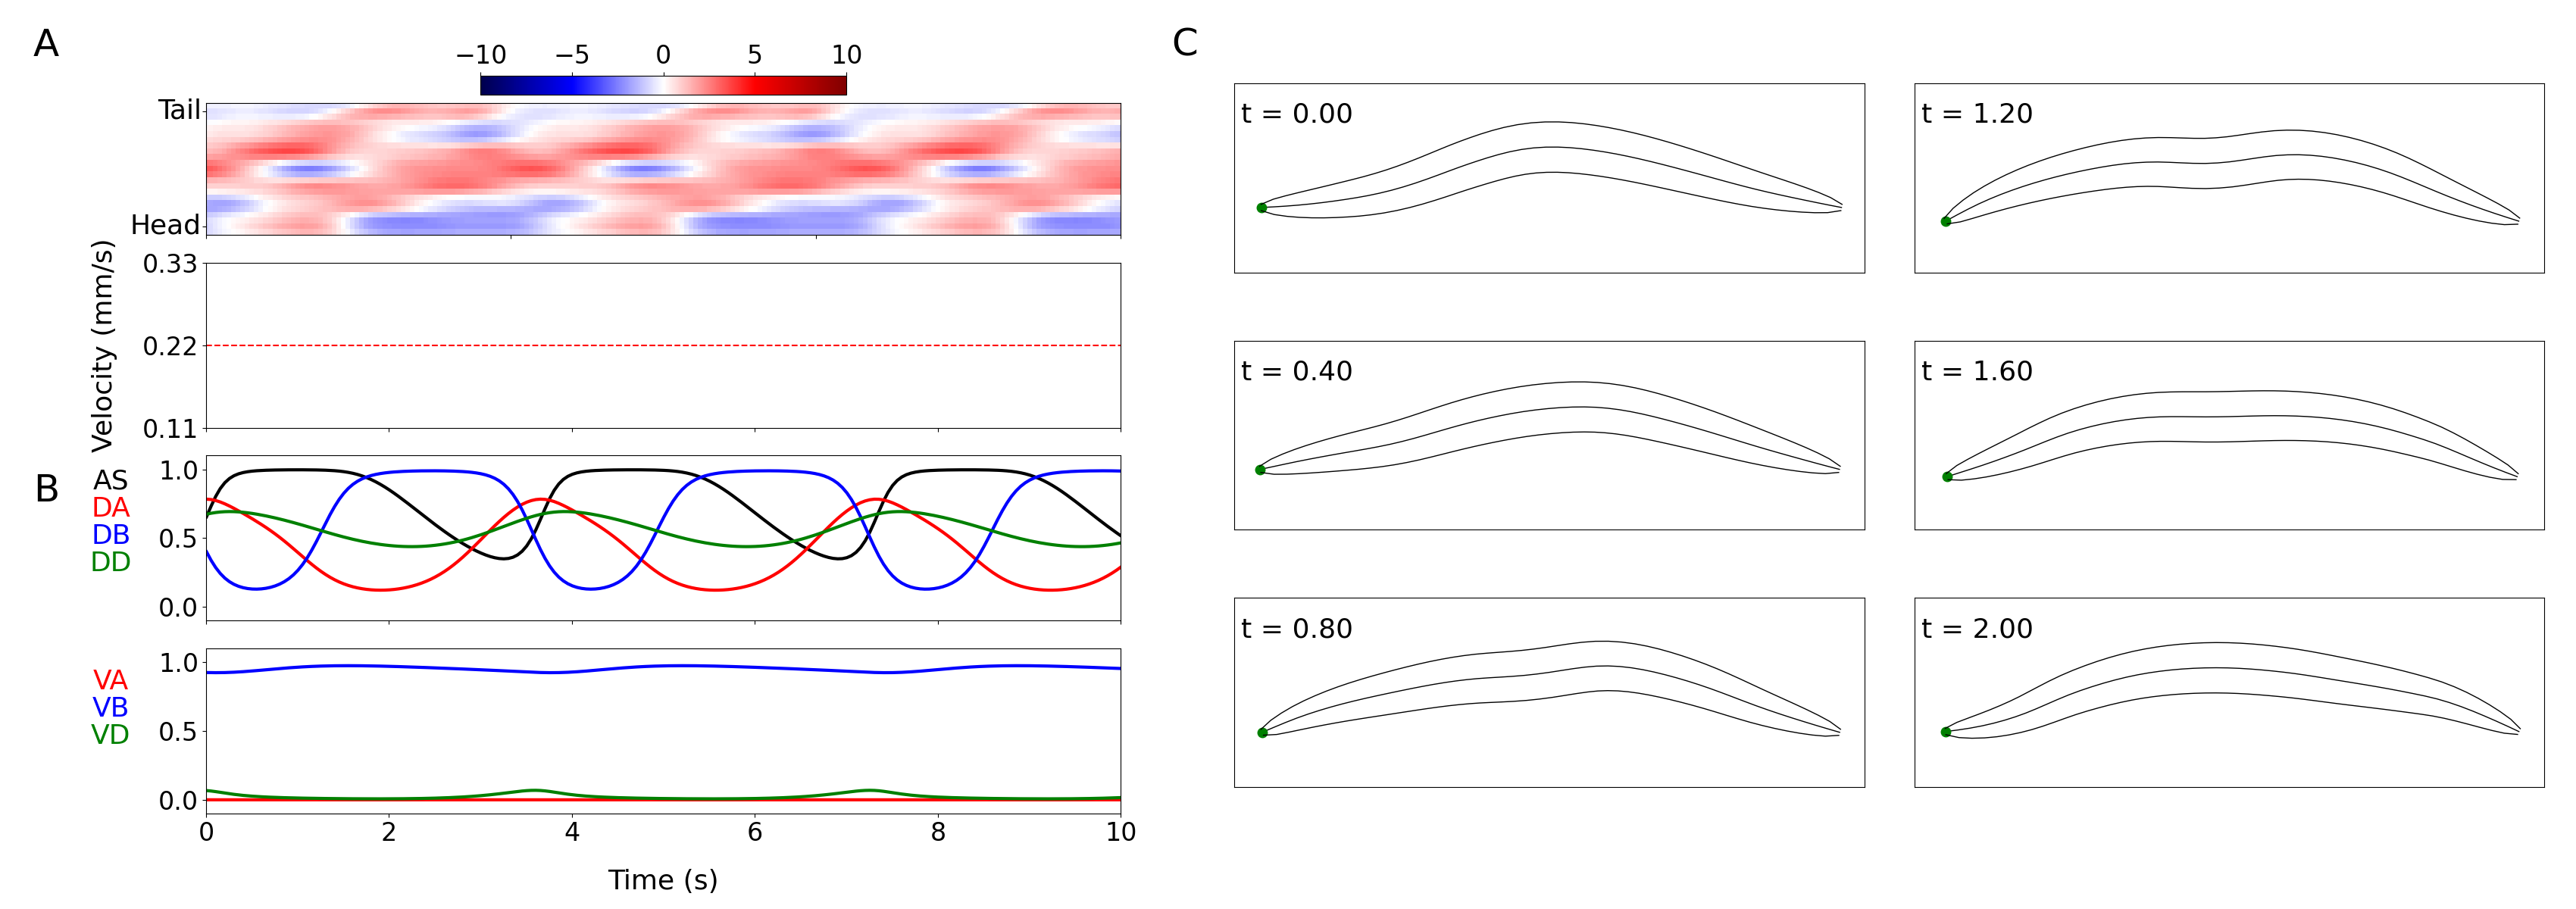 A
−10 −5 0 5 10
Tail
Head
Velocity (mm/s)
0.33
0.22
0.11
B
AS
DA
DB
DD
1.0
0.5
0.0
VA
VB
VD
1.0
0.5
0.0
0 2 4 6 8 10
Time (s)
C
t = 0.00
t = 1.20
t = 0.40
t = 1.60
t = 0.80
t = 2.00